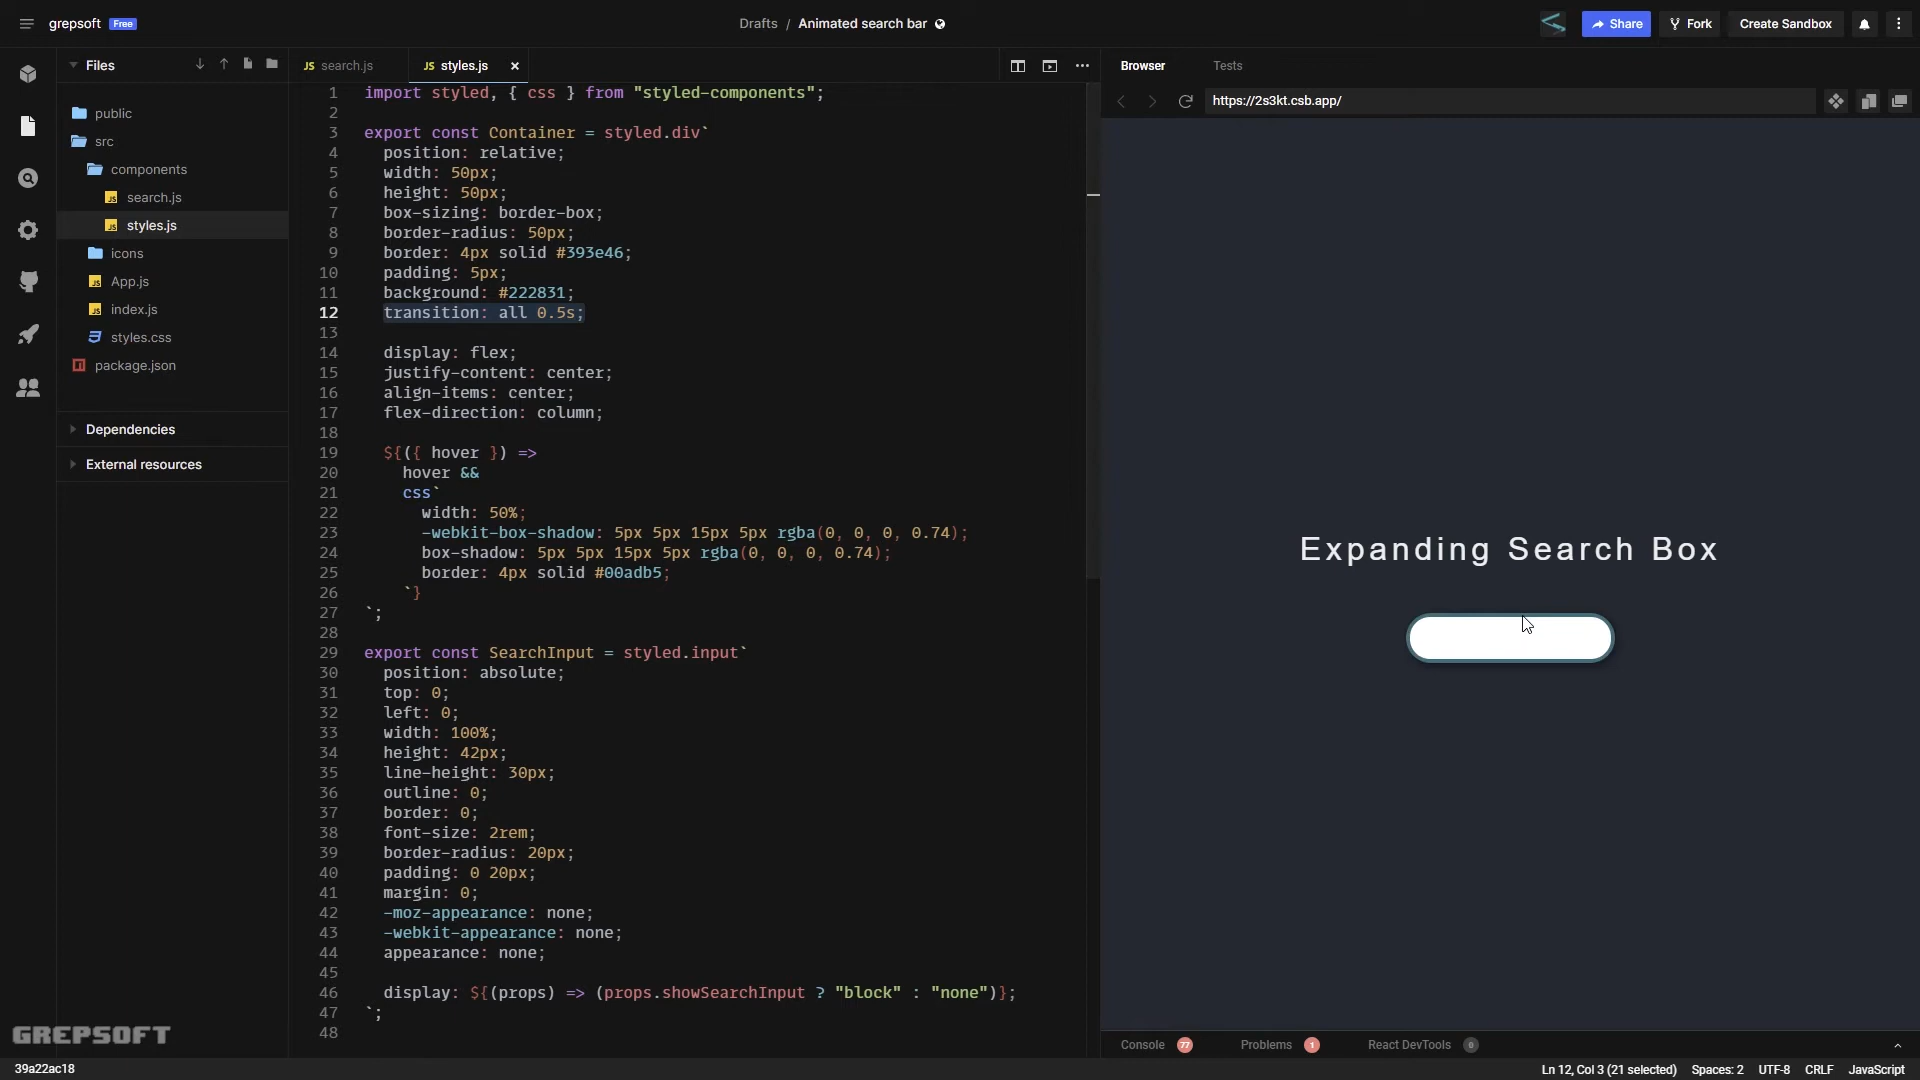 grepsoft Free
Drafts / Animated search bar
Share
Fork
Create Sandbox
Files
public
src
components
JS search.js
JS styles.js
icons
JS App.js
JS index.js
styles.css
package.json
Dependencies
External resources
JS search.js
JS styles.js ×
1 import styled, { css } from "styled-components";
2
3 export const Container = styled.div`
4 position: relative;
5 width: 50px;
6 height: 50px;
7 box-sizing: border-box;
8 border-radius: 50px;
9 border: 4px solid #393e46;
10 padding: 5px;
11 background: #222831;
12 transition: all 0.5s;
13
14 display: flex;
15 justify-content: center;
16 align-items: center;
17 flex-direction: column;
18
19 ${({ hover }) =>
20 hover &&
21 css`
22 width: 50%;
23 -webkit-box-shadow: 5px 5px 15px 5px rgba(0, 0, 0, 0.74);
24 box-shadow: 5px 5px 15px 5px rgba(0, 0, 0, 0.74);
25 border: 4px solid #00adb5;
26 `}
27 `;
28
29 export const SearchInput = styled.input`
30 position: absolute;
31 top: 0;
32 left: 0;
33 width: 100%;
34 height: 42px;
35 line-height: 30px;
36 outline: 0;
37 border: 0;
38 font-size: 2rem;
39 border-radius: 20px;
40 padding: 0 20px;
41 margin: 0;
42 -moz-appearance: none;
43 -webkit-appearance: none;
44 appearance: none;
45
46 display: ${(props) => (props.showSearchInput ? "block" : "none")};
47 `;
48
Browser
Tests
https://2s3kt.csb.app/
Expanding Search Box
Console 77
Problems 1
React DevTools 0
GREPSOFT
39a22ac18
Ln 12, Col 3 (21 selected) Spaces: 2 UTF-8 CRLF JavaScript